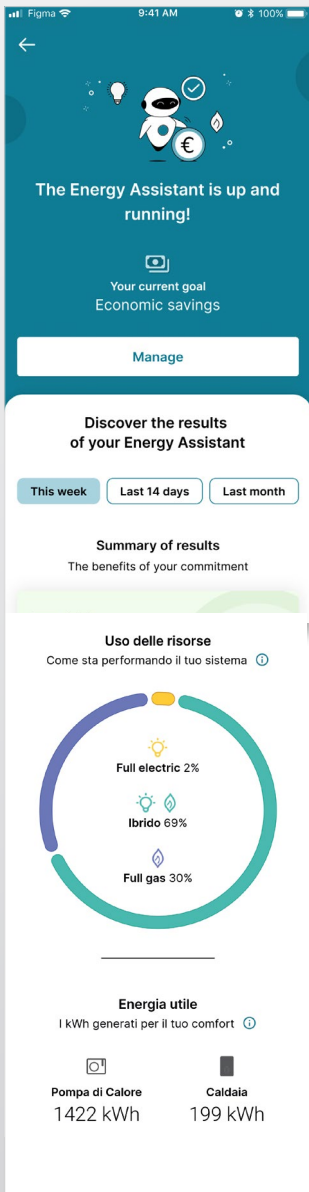 Figma 9:41 AM 100%
€
The Energy Assistant is up and
running!
Your current goal
Economic savings
Manage
Discover the results
of your Energy Assistant
This week Last 14 days Last month
Summary of results
The benefits of your commitment
Uso delle risorse
Come sta performando il tuo sistema
Full electric 2%
Ibrido 69%
Full gas 30%
Energia utile
I kWh generati per il tuo comfort
Pompa di Calore Caldaia
1422 kWh 199 kWh